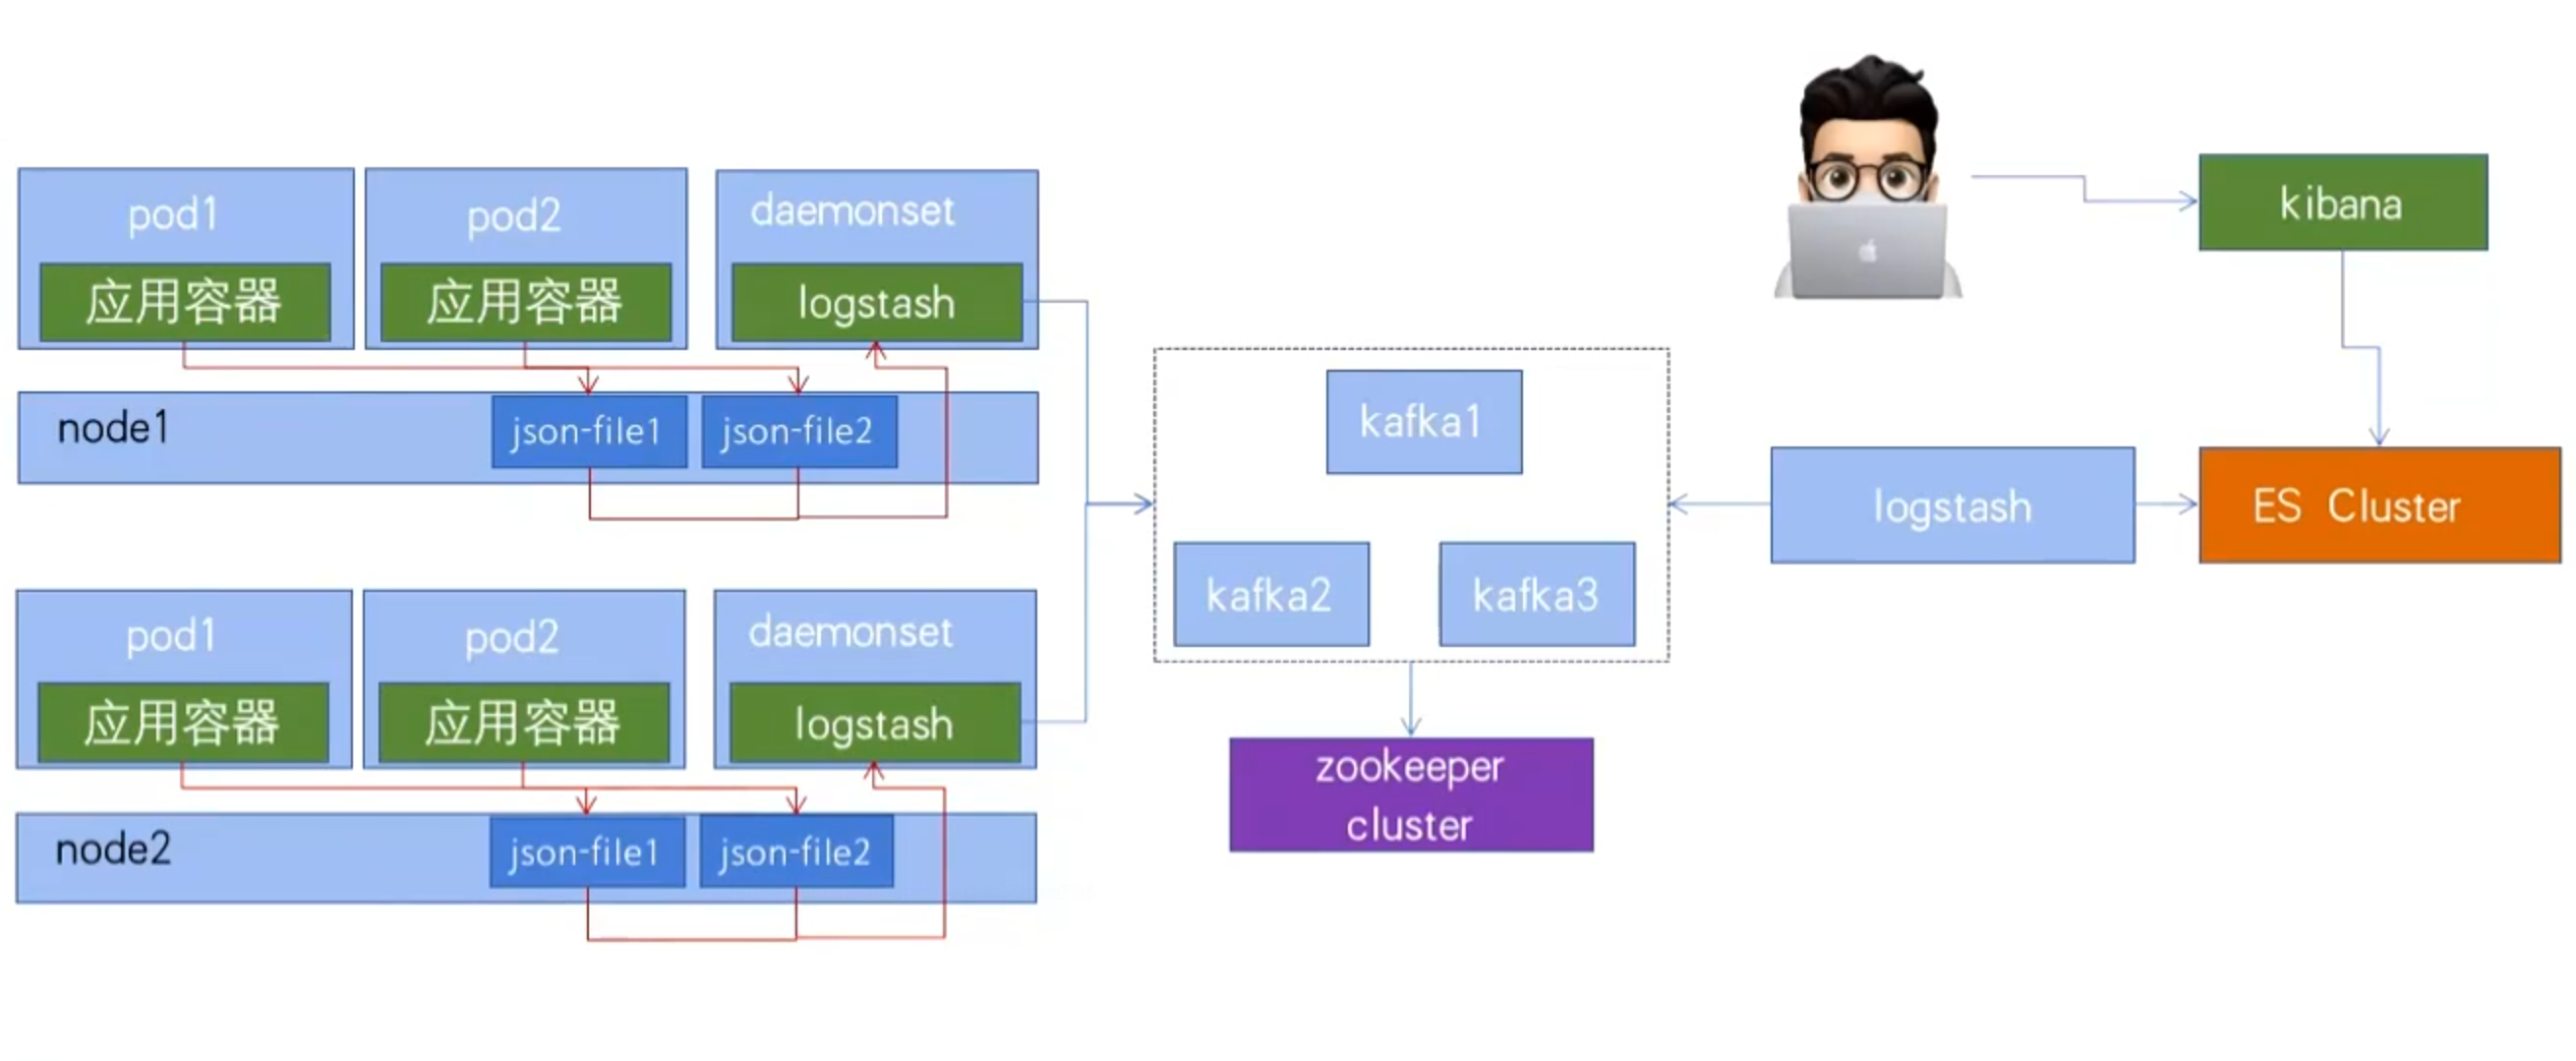 pod1
pod2
daemonset
应用容器
应用容器
logstash
node1
json-file1
json-file2
pod1
pod2
daemonset
应用容器
应用容器
logstash
node2
json-file1
json-file2
kafka1
kafka2
kafka3
zookeeper
cluster
kibana
logstash
ES Cluster